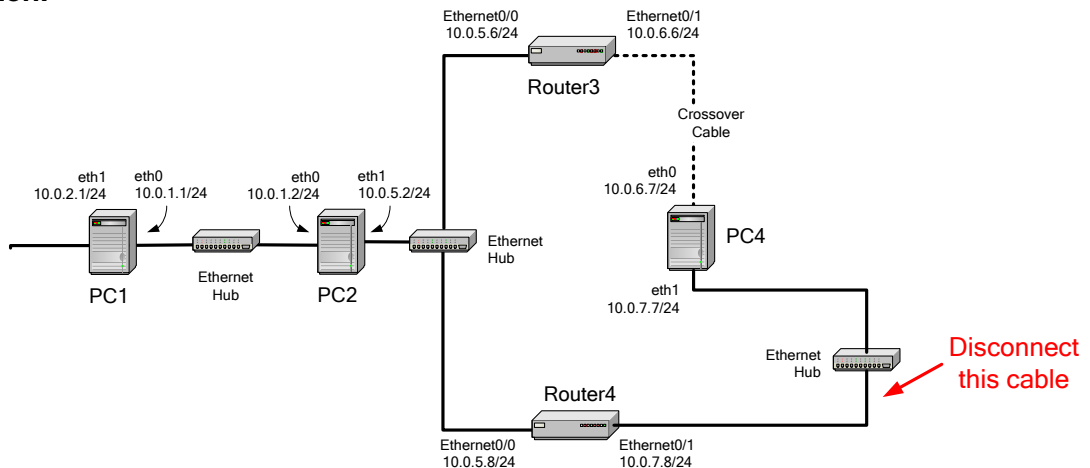 Ethernet0/0
10.0.5.6/24
Ethernet0/1
10.0.6.6/24
Router3
Crossover
Cable
eth1
10.0.2.1/24
eth0
10.0.1.1/24
eth0
10.0.1.2/24
eth1
10.0.5.2/24
eth0
10.0.6.7/24
PC4
Ethernet
Hub
PC1
Ethernet
Hub
PC2
eth1
10.0.7.7/24
Ethernet
Hub
Disconnect
this cable
Router4
Ethernet0/0
10.0.5.8/24
Ethernet0/1
10.0.7.8/24